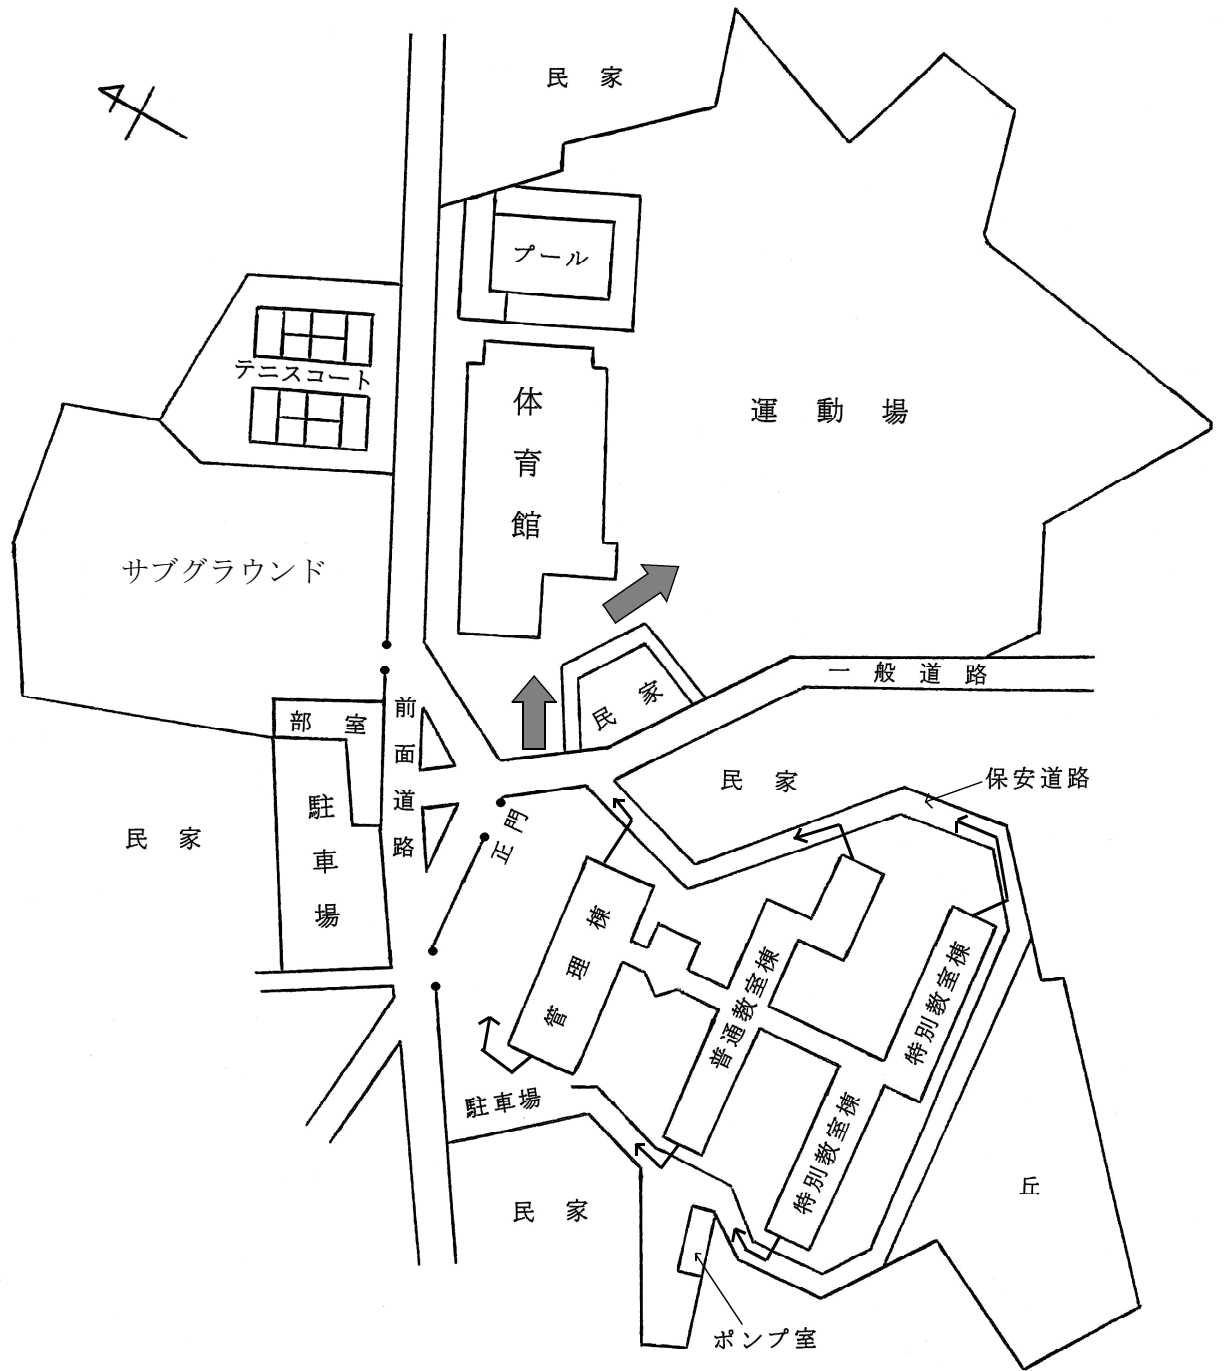 民家
プール
テニスコート
体育館
運動場
サブグラウンド
一般道路
民家
部室
前面道路
民家
保安道路
駐車場
正門
民家
管理棟
普通教室棟
特別教室棟
駐車場
特別教室棟
丘
民家
ポンプ室